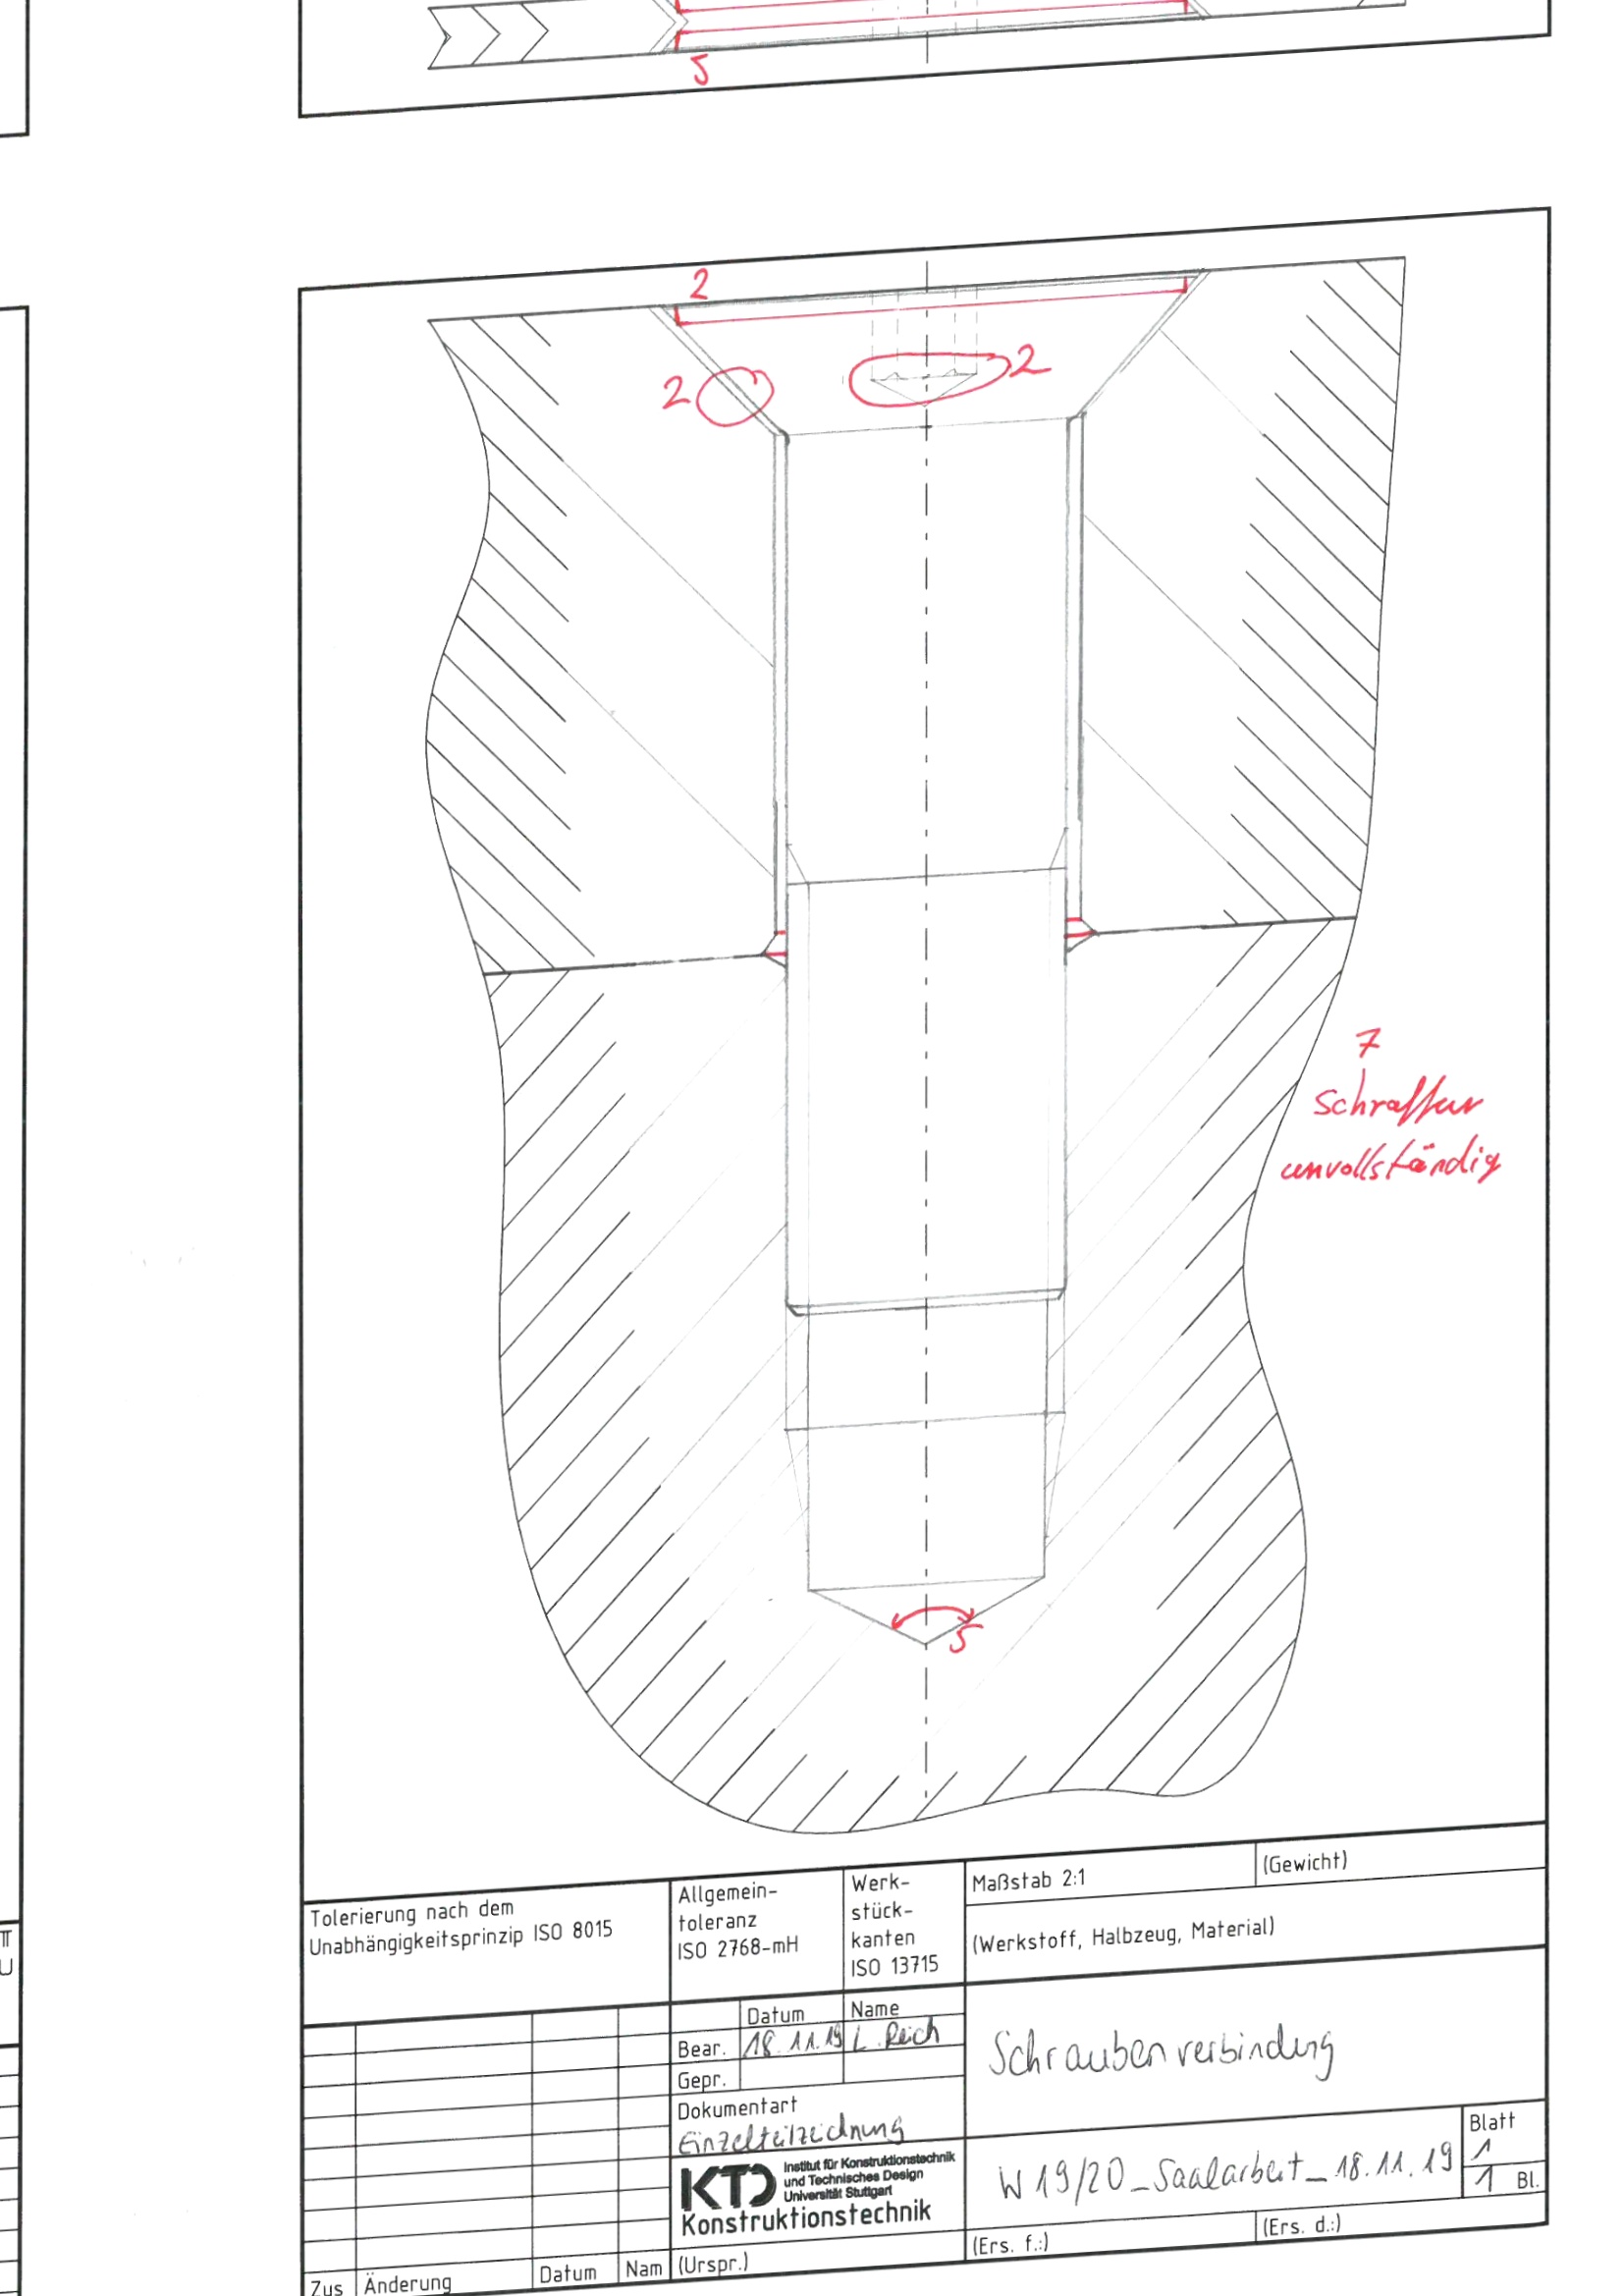 5
2
2
2
7
Schraffur
unvollständig
5
Tolerierung nach dem
Unabhängigkeitsprinzip ISO 8015
Allgemein-
toleranz
ISO 2768-mH
Werk-
stück-
kanten
ISO 13715
Maßstab 2:1
(Gewicht)
(Werkstoff, Halbzeug, Material)
Datum
Name
Bear.
18.11.19
L. Reich
Gepr.
Schraubenverbindung
Dokumentart
Einzelteilzeichnung
KTD
Institut für Konstruktionstechnik
und Technisches Design
Universität Stuttgart
Konstruktionstechnik
W19/20_Saalarbeit_18.11.19
Blatt
1
1 Bl.
Zus
Änderung
Datum
Nam
(Urspr.)
(Ers. f.:)
(Ers. d.:)